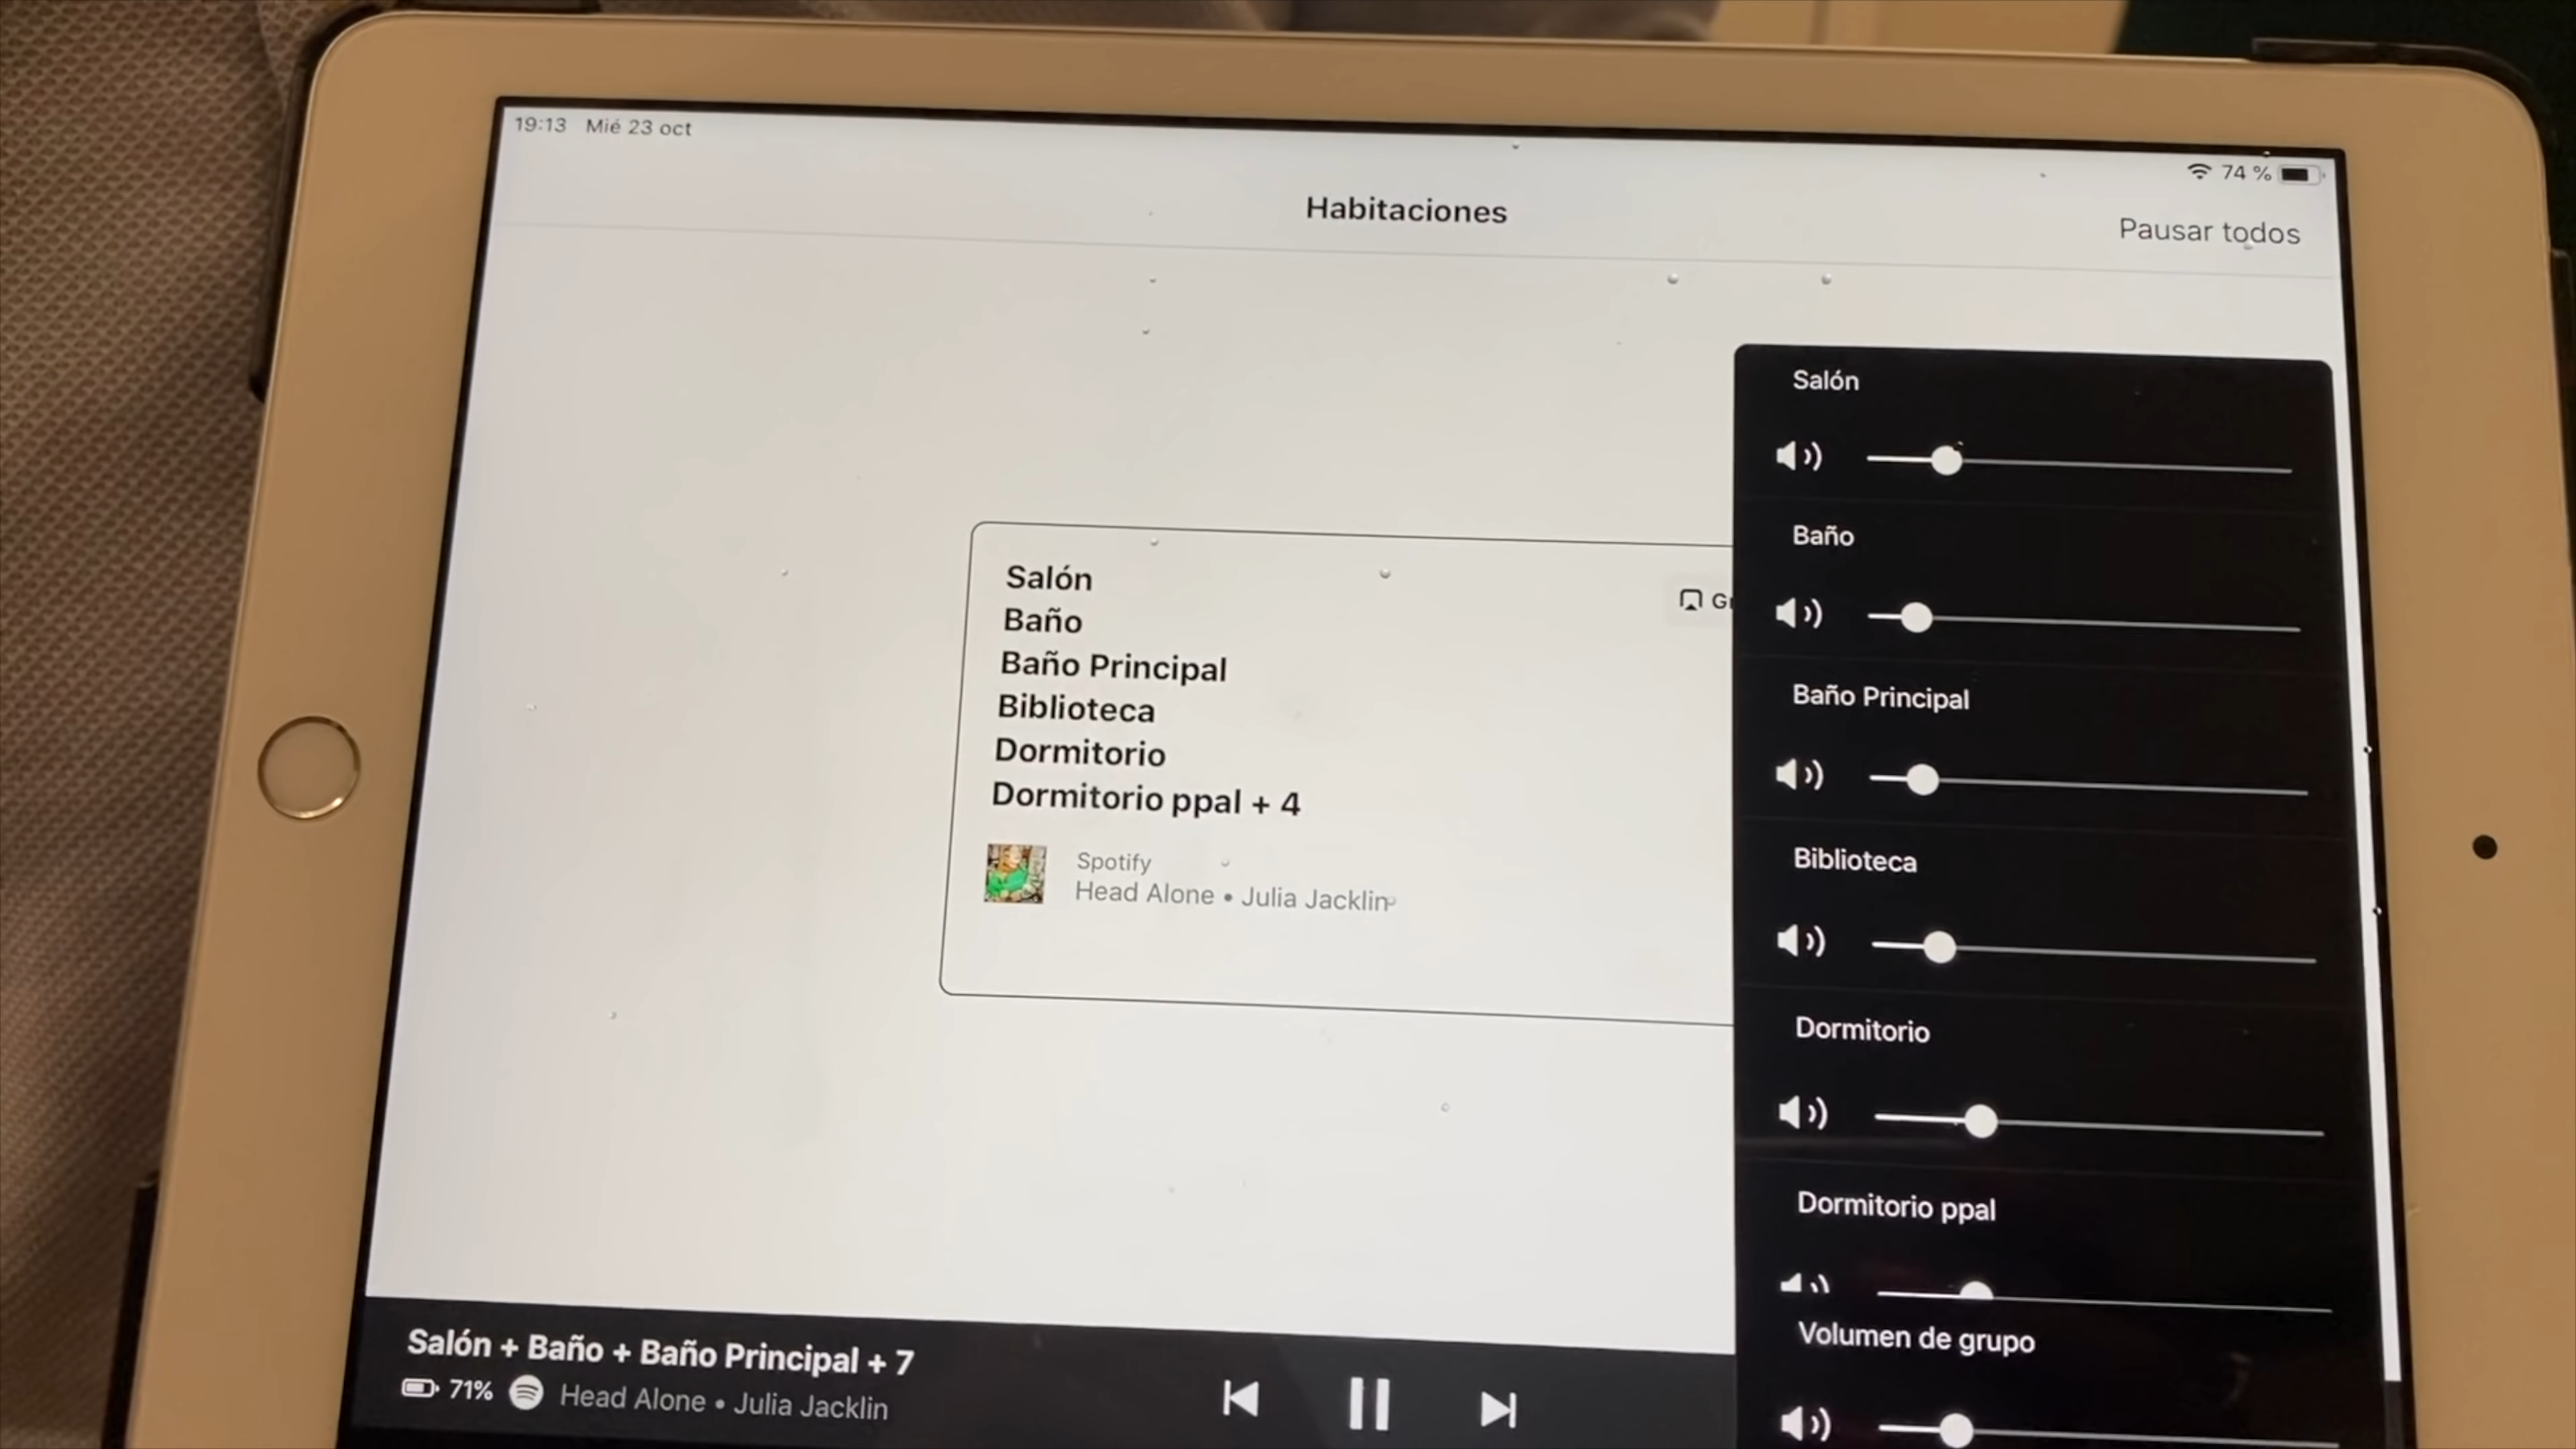 19:13 Mié 23 oct
74 %
Habitaciones
Pausar todos
Salón
Baño
Baño Principal
Biblioteca
Dormitorio
Dormitorio ppal + 4
Spotify
Head Alone • Julia Jacklin
Salón
Baño
Baño Principal
Biblioteca
Dormitorio
Dormitorio ppal
Volumen de grupo
Salón + Baño + Baño Principal + 7
71% Head Alone • Julia Jacklin